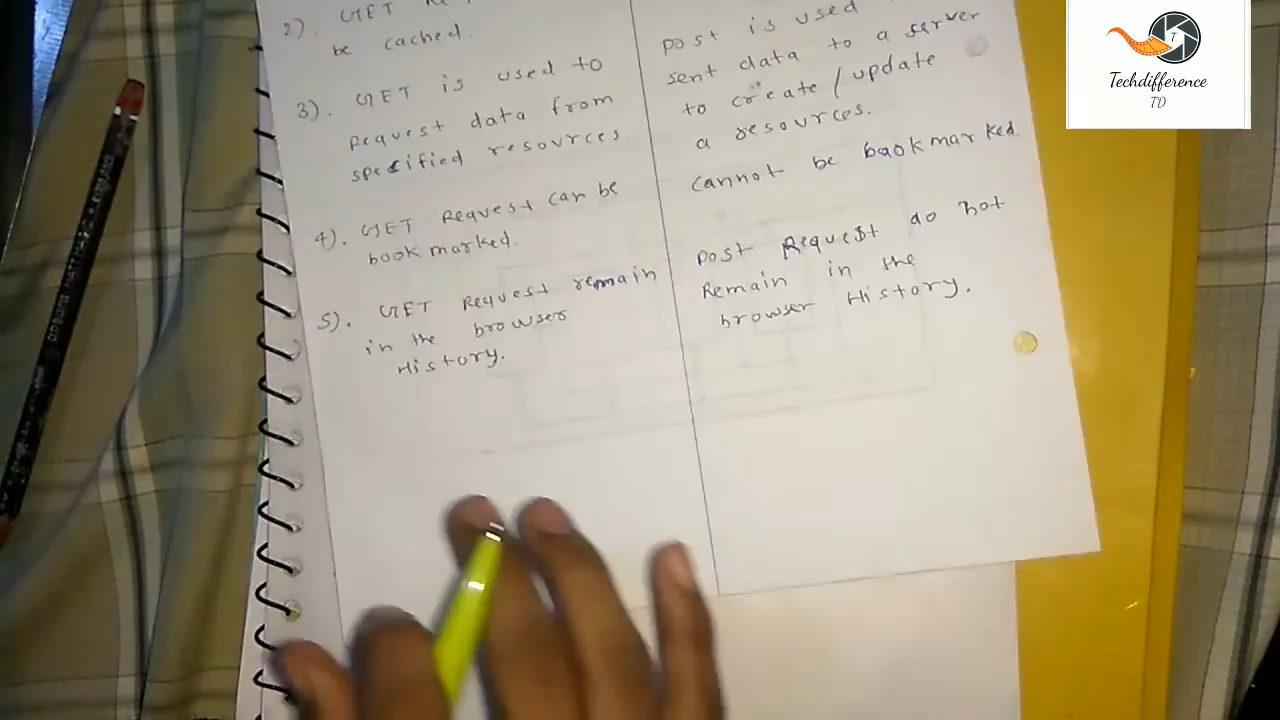 2). GET
be cached.
3). GET is used to
Request data from
specified resources
4). GET Request can be
bookmarked.
5). GET Request remain
in the browser
History.
post is used
sent data to a server
to create / update
a resources.
cannot be bookmarked.
post Request do not
Remain in the
browser History.
Techdifference
TD